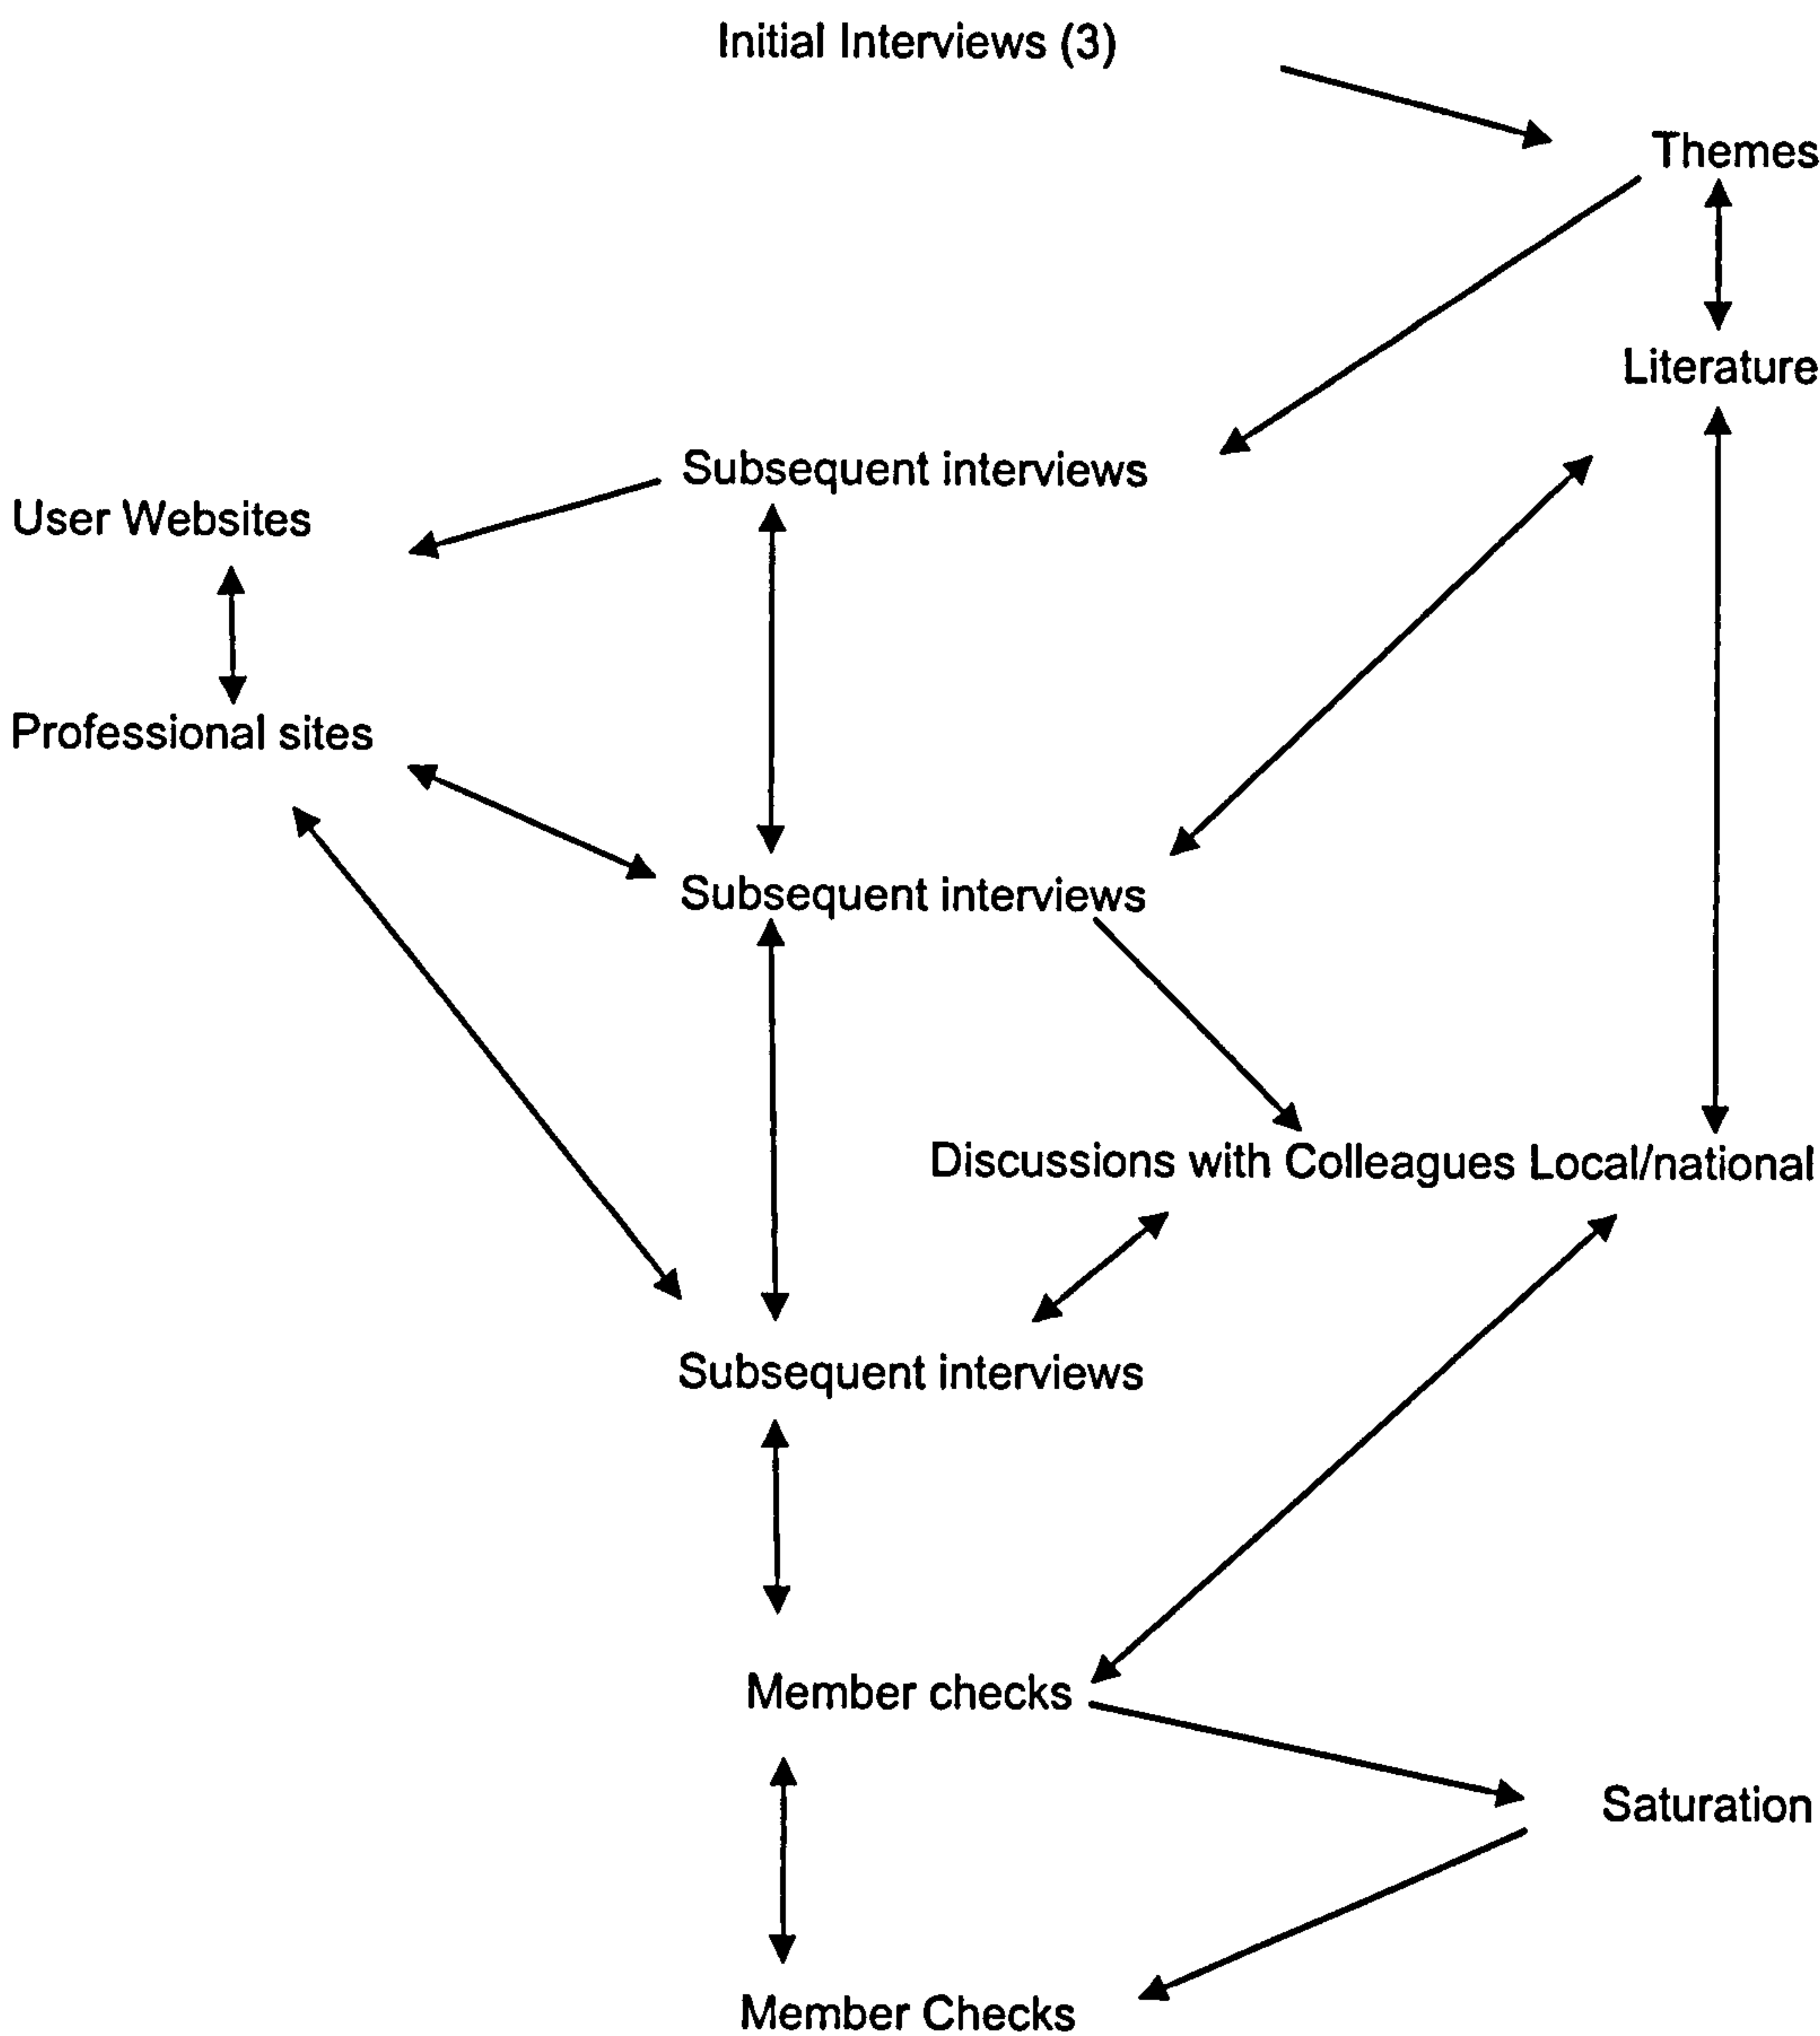 Initial Interviews (3)
Themes
Literature
Subsequent interviews
User Websites
Professional sites
Subsequent interviews
Discussions with Colleagues Local/national
Subsequent interviews
Member checks
Saturation
Member Checks